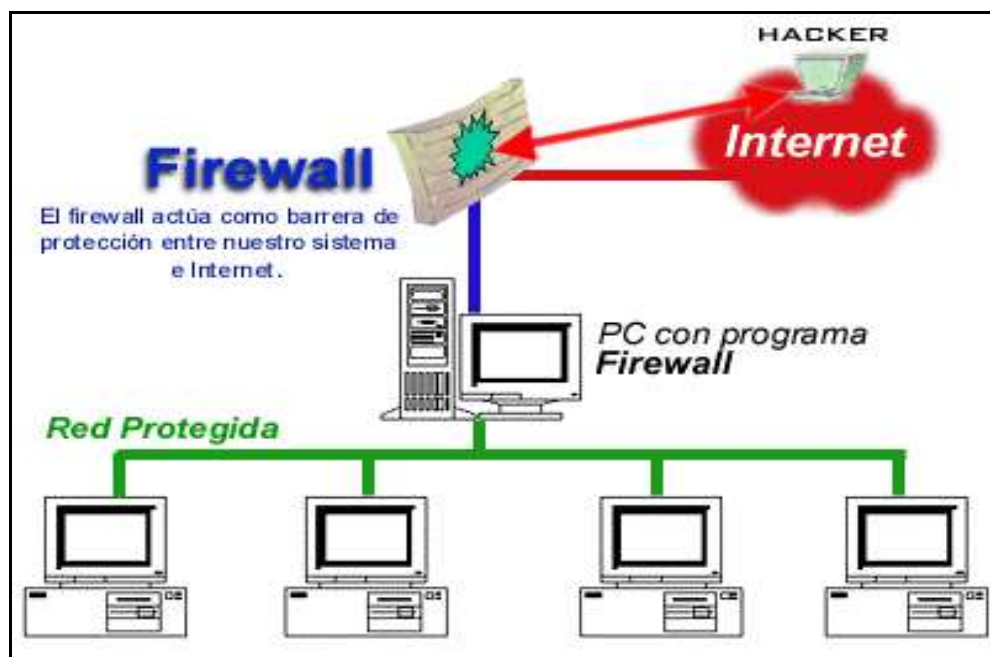 HACKER
Internet
Firewall
El firewall actúa como barrera de
protección entre nuestro sistema
e Internet.
PC con programa
Firewall
Red Protegida